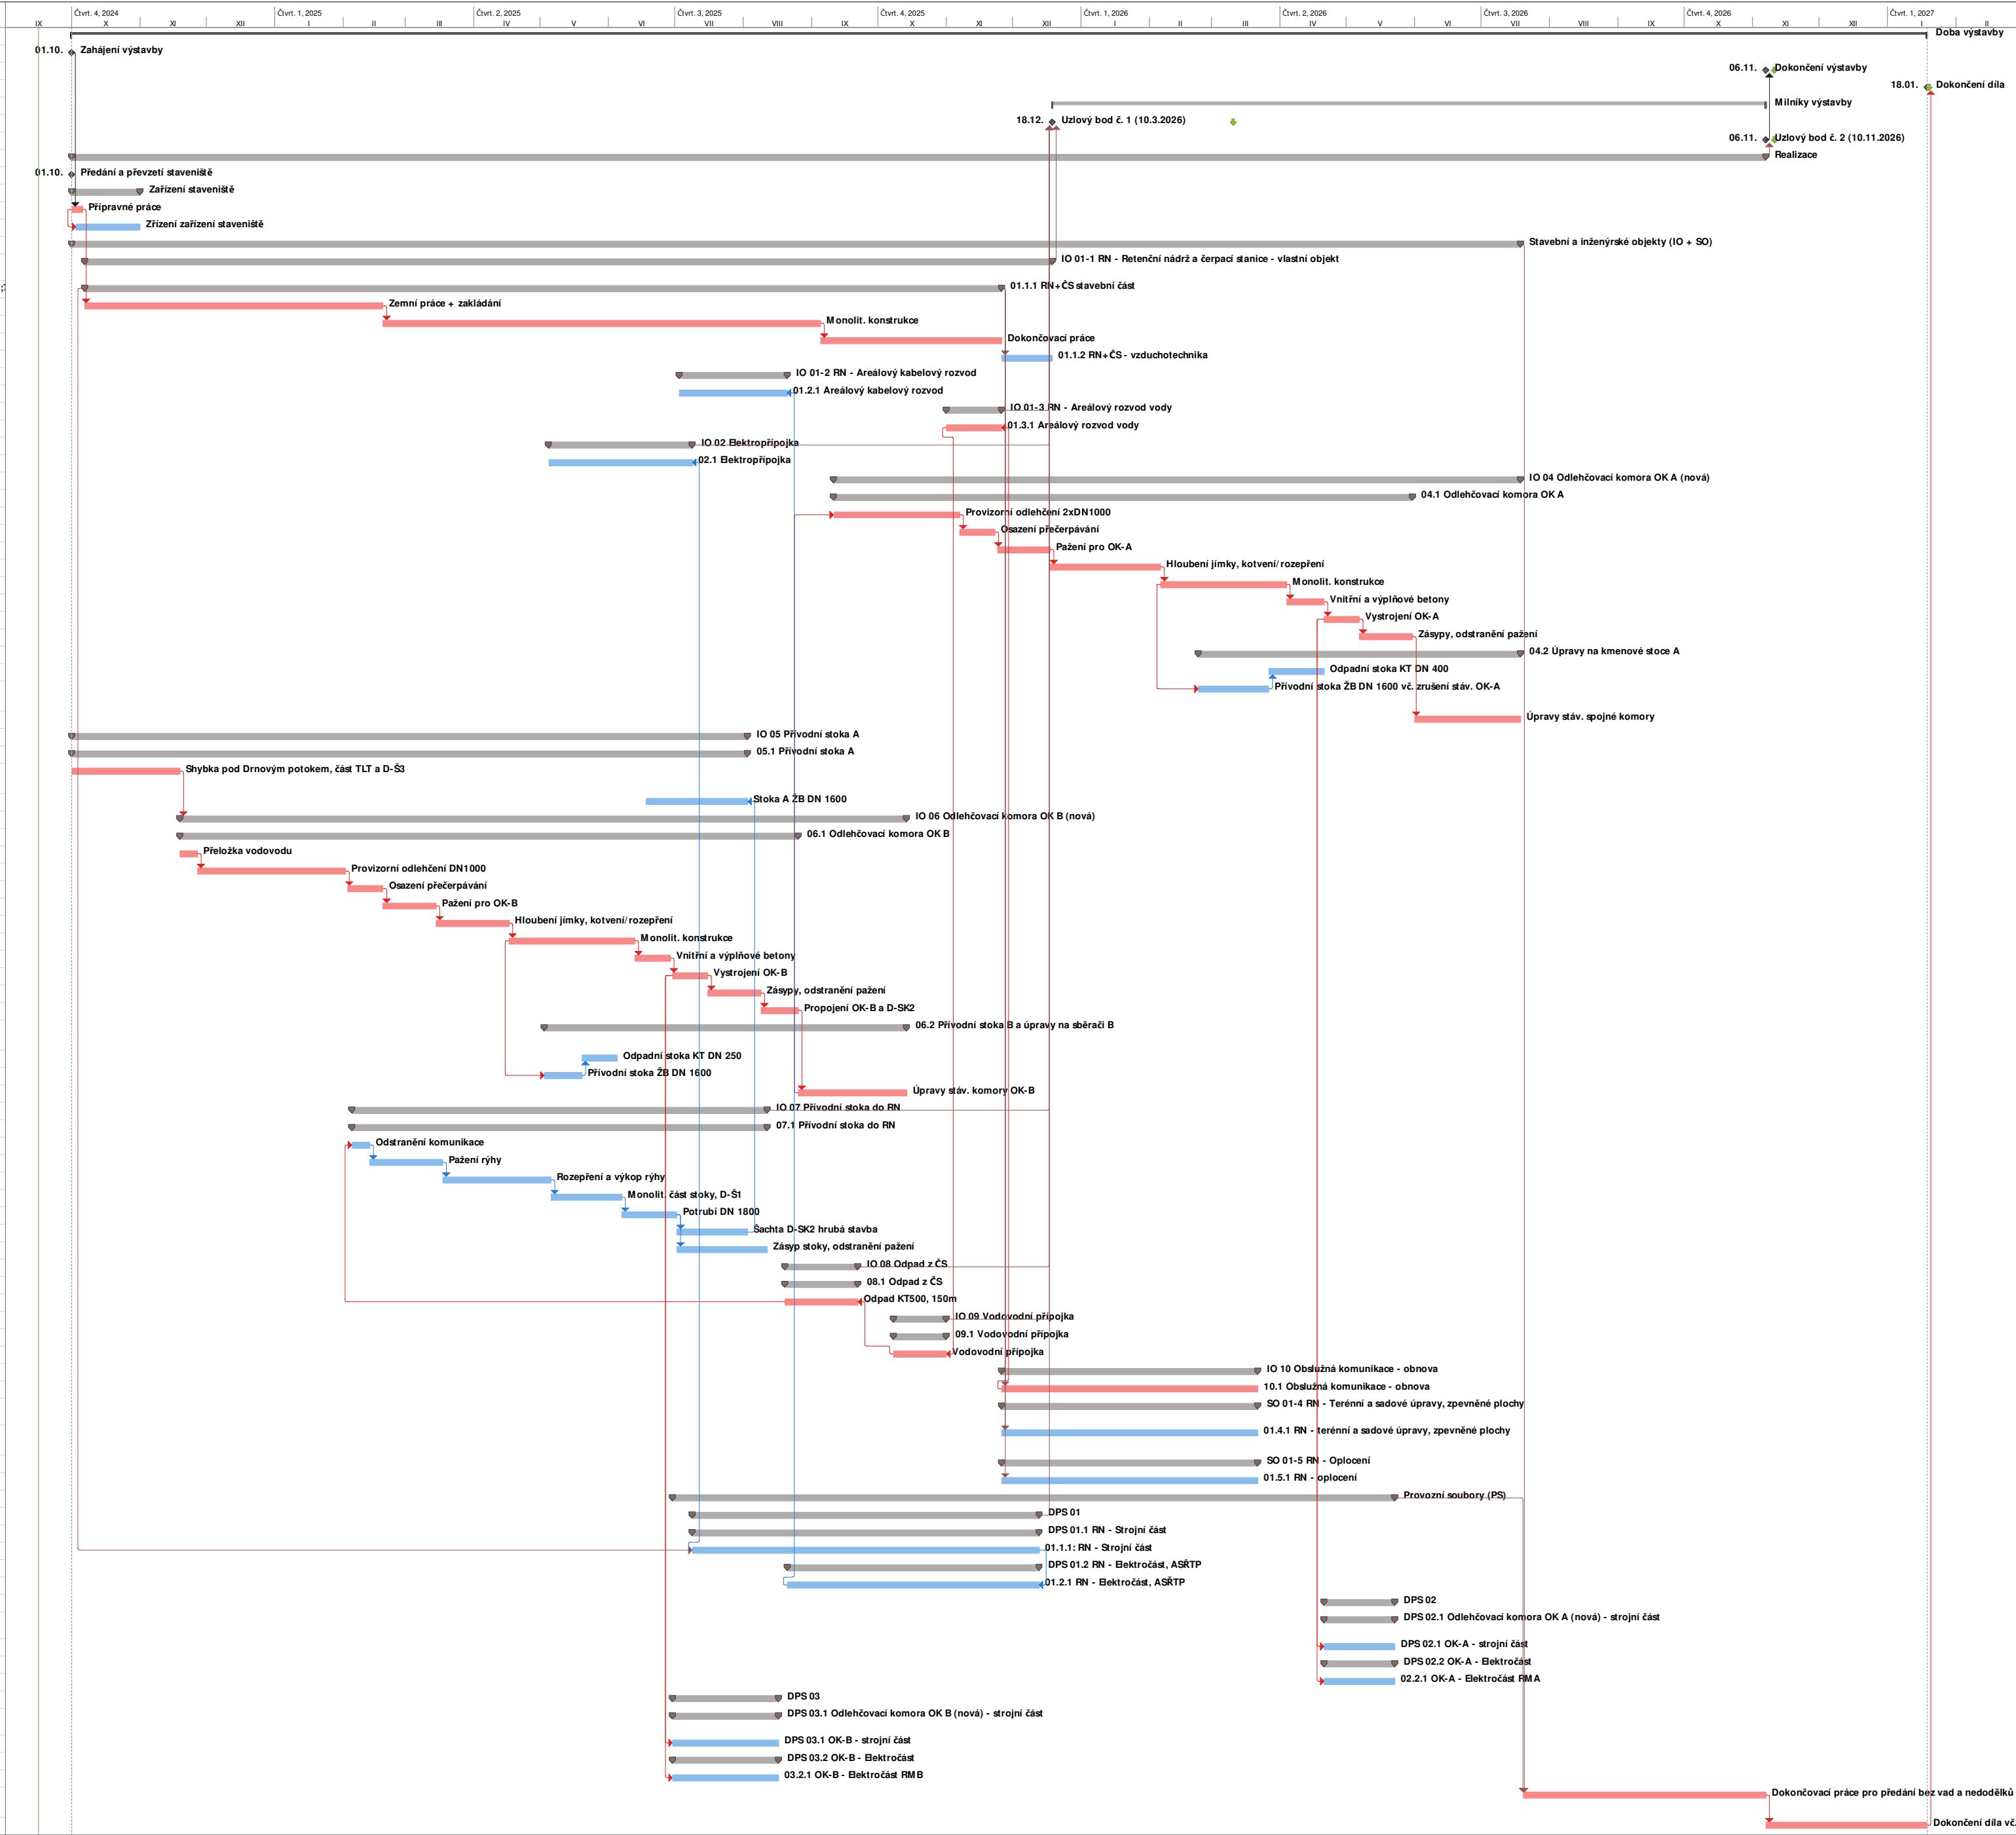 Čtvrt. 4, 2024 Čtvrt. 1, 2025 Čtvrt. 2, 2025 Čtvrt. 3, 2025 Čtvrt. 4, 2025 Čtvrt. 1, 2026 Čtvrt. 2, 2026 Čtvrt. 3, 2026 Čtvrt. 4, 2026 Čtvrt. 1, 2027
IX X XI XII I II III IV V VI VII VIII IX X XI XII I II III IV V VI VII VIII IX X XI XII I II
Doba výstavby
01.10. Zahájení výstavby
06.11. Dokončení výstavby
18.01. Dokončení díla
Milníky výstavby
18.12. Uzlový bod č. 1 (10.3.2026)
06.11. Uzlový bod č. 2 (10.11.2026)
Realizace
01.10. Předání a převzetí staveniště
Zařízení staveniště
Přípravné práce
Zřízení zařízení staveniště
Stavební a inženýrské objekty (IO + SO)
IO 01-1 RN - Retenční nádrž a čerpací stanice - vlastní objekt
01.1.1 RN+ČS stavební část
Zemní práce + zakládání
Monolit. konstrukce
Dokončovací práce
01.1.2 RN+ČS - vzduchotechnika
IO 01-2 RN - Areálový kabelový rozvod
01.2.1 Areálový kabelový rozvod
IO 01-3 RN - Areálový rozvod vody
01.3.1 Areálový rozvod vody
IO 02 Elektropřípojka
02.1 Elektropřípojka
IO 04 Odlehčovací komora OK A (nová)
04.1 Odlehčovací komora OK A
Provizorní odlehčení 2xDN1000
Osazení přečerpávání
Pažení pro OK-A
Hloubení jímky, kotvení/rozepření
Monolit. konstrukce
Vnitřní a výplňové betony
Vystrojení OK-A
Zásypy, odstranění pažení
04.2 Úpravy na kmenové stoce A
Odpadní stoka KT DN 400
Přívodní stoka ŽB DN 1600 vč. zrušení stáv. OK-A
Úpravy stáv. spojné komory
IO 05 Přívodní stoka A
05.1 Přívodní stoka A
Shybka pod Drnovým potokem, část TLT a D-Š3
Stoka A ŽB DN 1600
IO 06 Odlehčovací komora OK B (nová)
06.1 Odlehčovací komora OK B
Přeložka vodovodu
Provizorní odlehčení DN1000
Osazení přečerpávání
Pažení pro OK-B
Hloubení jímky, kotvení/rozepření
Monolit. konstrukce
Vnitřní a výplňové betony
Vystrojení OK-B
Zásypy, odstranění pažení
Propojení OK-B a D-SK2
06.2 Přívodní stoka B a úpravy na sběrači B
Odpadní stoka KT DN 250
Přívodní stoka ŽB DN 1600
Úpravy stáv. komory OK-B
IO 07 Přívodní stoka do RN
07.1 Přívodní stoka do RN
Odstranění komunikace
Pažení rýhy
Rozepření a výkop rýhy
Monolit. část stoky, D-Š1
Potrubí DN 1800
Šachta D-SK2 hrubá stavba
Zásyp stoky, odstranění pažení
IO 08 Odpad z ČS
08.1 Odpad z ČS
Odpad KT500, 150m
IO 09 Vodovodní přípojka
09.1 Vodovodní přípojka
Vodovodní přípojka
IO 10 Obslužná komunikace - obnova
10.1 Obslužná komunikace - obnova
SO 01-4 RN - Terénní a sadové úpravy, zpevněné plochy
01.4.1 RN - terénní a sadové úpravy, zpevněné plochy
SO 01-5 RN - Oplocení
01.5.1 RN - oplocení
Provozní soubory (PS)
DPS 01
DPS 01.1 RN - Strojní část
01.1.1: RN - Strojní část
DPS 01.2 RN - Elektročást, ASŘTP
01.2.1 RN - Elektročást, ASŘTP
DPS 02
DPS 02.1 Odlehčovací komora OK A (nová) - strojní část
DPS 02.1 OK-A - strojní část
DPS 02.2 OK-A - Elektročást
02.2.1 OK-A - Elektročást RMA
DPS 03
DPS 03.1 Odlehčovací komora OK B (nová) - strojní část
DPS 03.1 OK-B - strojní část
DPS 03.2 OK-B - Elektročást
03.2.1 OK-B - Elektročást RMB
Dokončovací práce pro předání bez vad a nedodělků
Dokončení díla vč